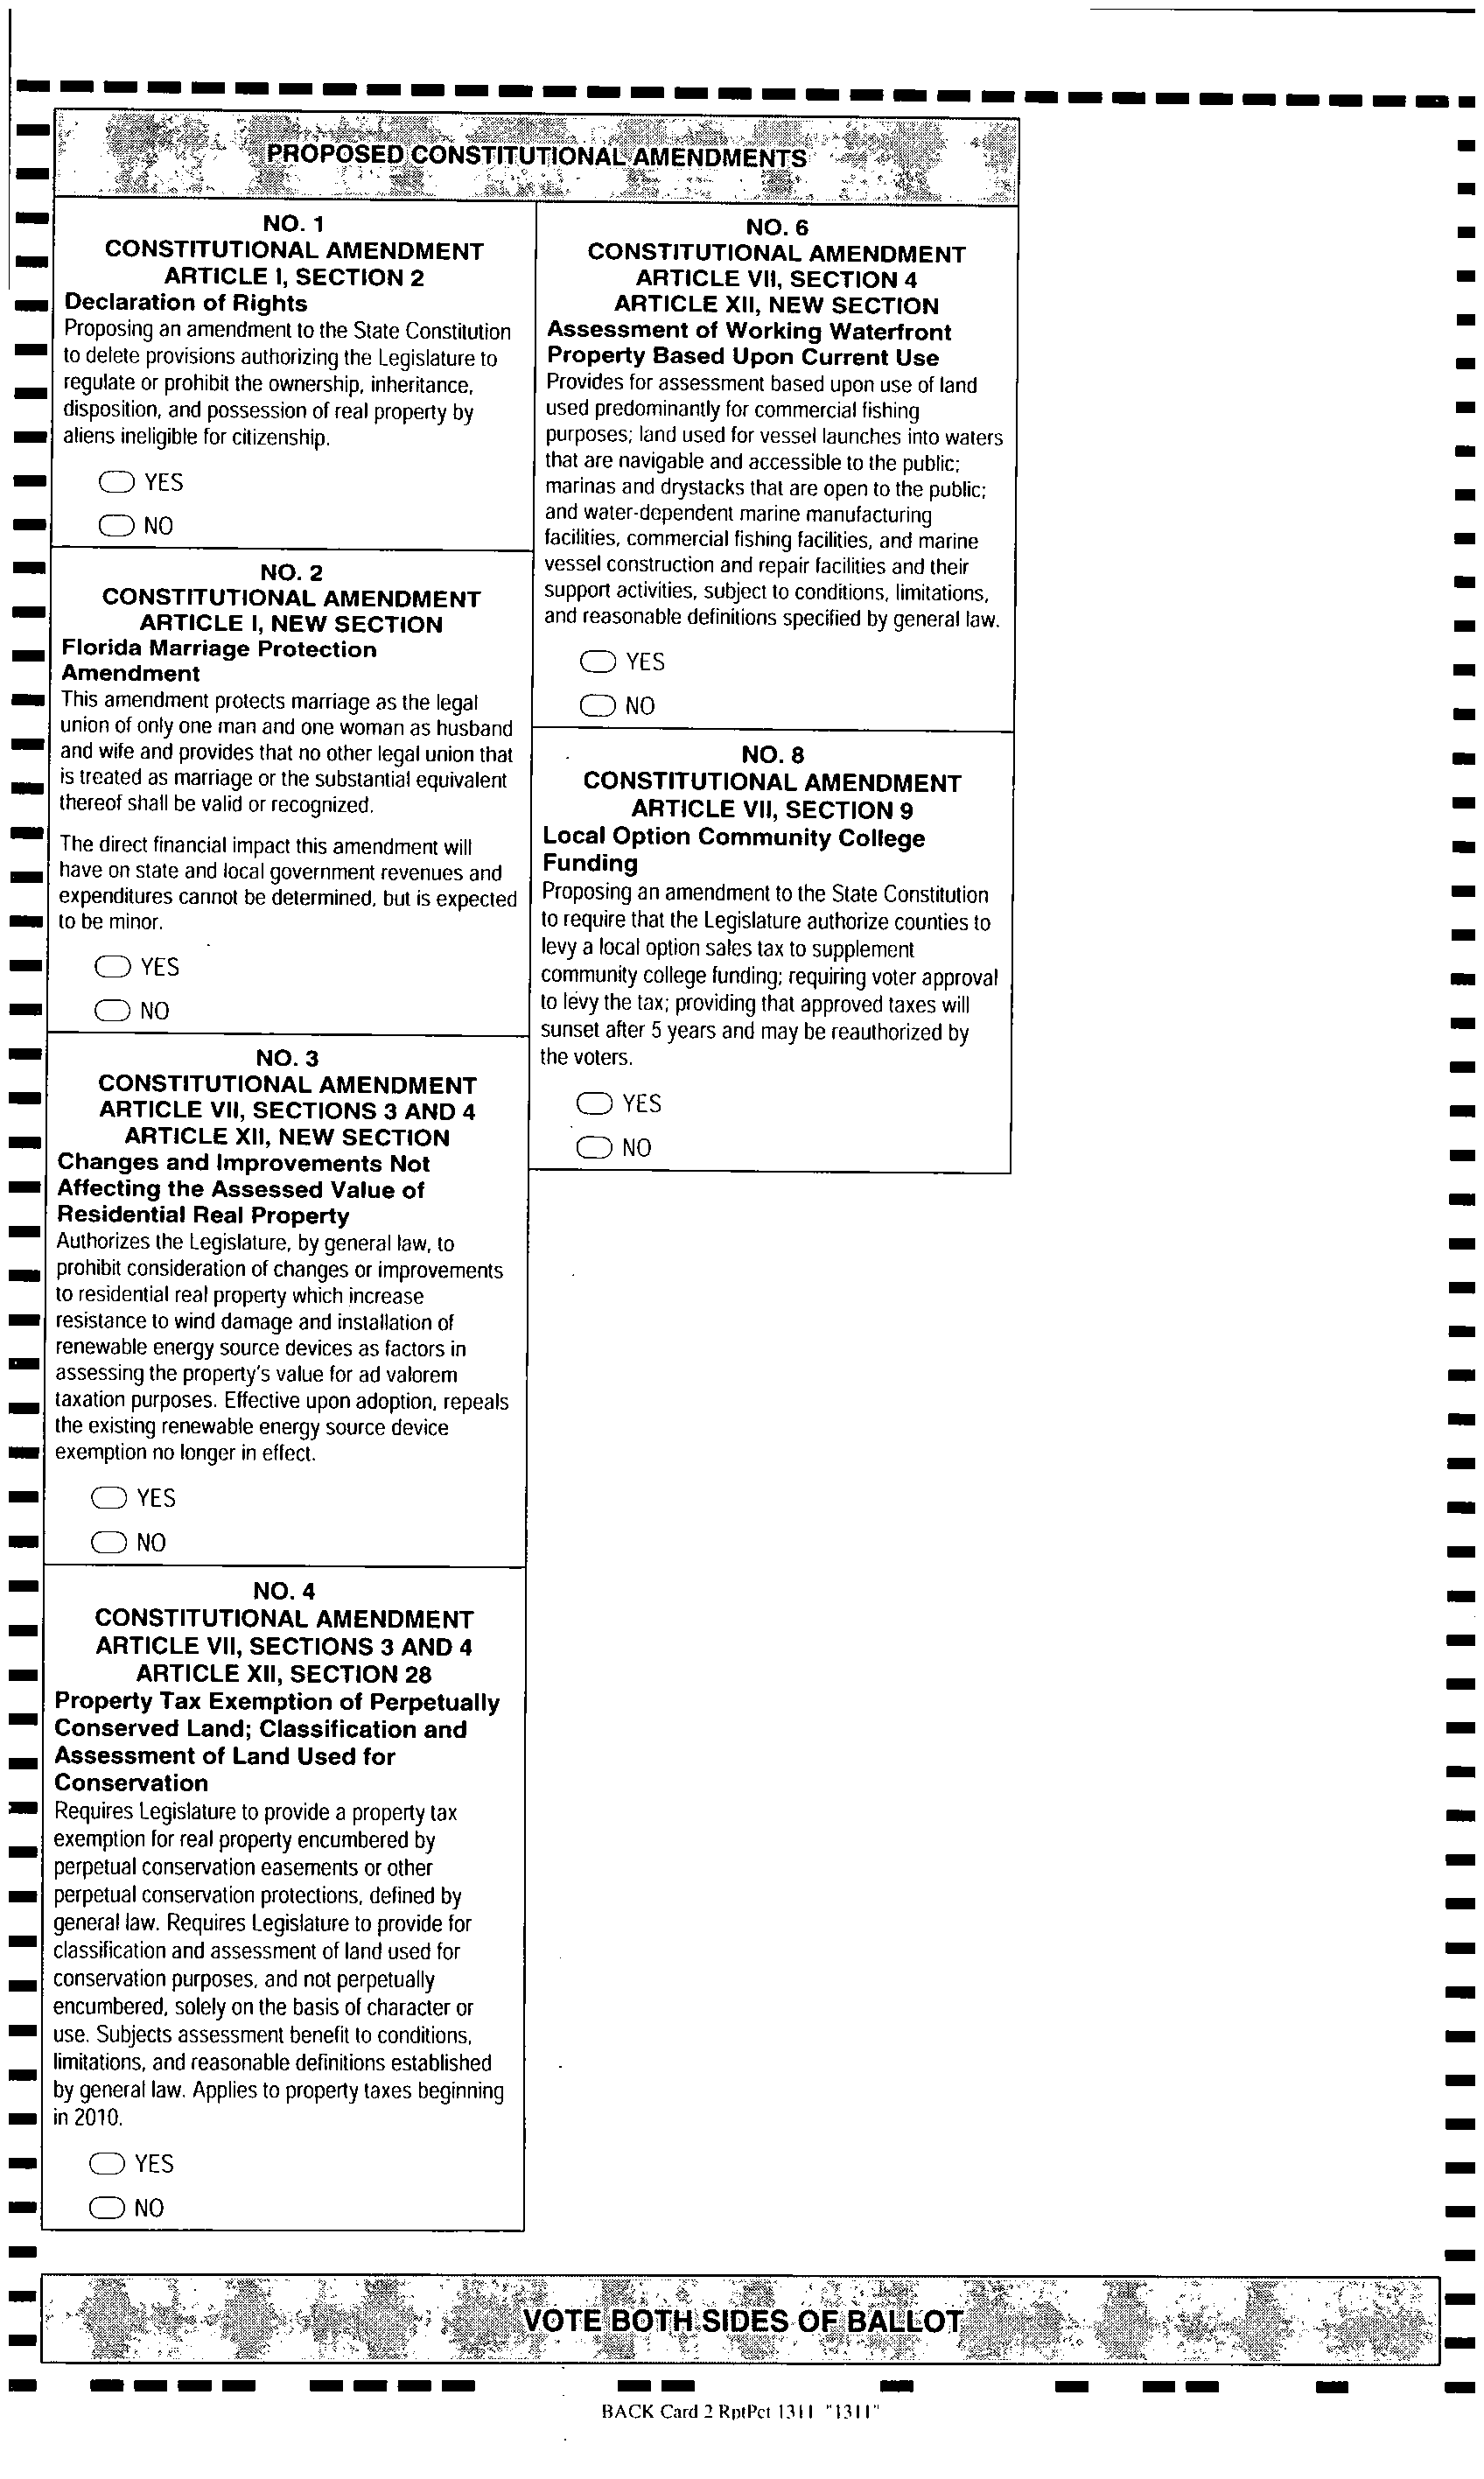 PROPOSED CONSTITUTIONAL AMENDMENTS
NO. 1
CONSTITUTIONAL AMENDMENT
ARTICLE I, SECTION 2
Declaration of Rights
Proposing an amendment to the State Constitution
to delete provisions authorizing the Legislature to
regulate or prohibit the ownership, inheritance,
disposition, and possession of real property by
aliens ineligible for citizenship.
YES
NO
NO. 2
CONSTITUTIONAL AMENDMENT
ARTICLE I, NEW SECTION
Florida Marriage Protection
Amendment
This amendment protects marriage as the legal
union of only one man and one woman as husband
and wife and provides that no other legal union that
is treated as marriage or the substantial equivalent
thereof shall be valid or recognized.
The direct financial impact this amendment will
have on state and local government revenues and
expenditures cannot be determined, but is expected
to be minor.
YES
NO
NO. 3
CONSTITUTIONAL AMENDMENT
ARTICLE VII, SECTIONS 3 AND 4
ARTICLE XII, NEW SECTION
Changes and Improvements Not
Affecting the Assessed Value of
Residential Real Property
Authorizes the Legislature, by general law, to
prohibit consideration of changes or improvements
to residential real property which increase
resistance to wind damage and installation of
renewable energy source devices as factors in
assessing the property's value for ad valorem
taxation purposes. Effective upon adoption, repeals
the existing renewable energy source device
exemption no longer in effect.
YES
NO
NO. 4
CONSTITUTIONAL AMENDMENT
ARTICLE VII, SECTIONS 3 AND 4
ARTICLE XII, SECTION 28
Property Tax Exemption of Perpetually
Conserved Land; Classification and
Assessment of Land Used for
Conservation
Requires Legislature to provide a property tax
exemption for real property encumbered by
perpetual conservation easements or other
perpetual conservation protections, defined by
general law. Requires Legislature to provide for
classification and assessment of land used for
conservation purposes, and not perpetually
encumbered, solely on the basis of character or
use. Subjects assessment benefit to conditions,
limitations, and reasonable definitions established
by general law. Applies to property taxes beginning
in 2010.
YES
NO
NO. 6
CONSTITUTIONAL AMENDMENT
ARTICLE VII, SECTION 4
ARTICLE XII, NEW SECTION
Assessment of Working Waterfront
Property Based Upon Current Use
Provides for assessment based upon use of land
used predominantly for commercial fishing
purposes; land used for vessel launches into waters
that are navigable and accessible to the public;
marinas and drystacks that are open to the public;
and water-dependent marine manufacturing
facilities, commercial fishing facilities, and marine
vessel construction and repair facilities and their
support activities, subject to conditions, limitations,
and reasonable definitions specified by general law.
YES
NO
NO. 8
CONSTITUTIONAL AMENDMENT
ARTICLE VII, SECTION 9
Local Option Community College
Funding
Proposing an amendment to the State Constitution
to require that the Legislature authorize counties to
levy a local option sales tax to supplement
community college funding; requiring voter approval
to levy the tax; providing that approved taxes will
sunset after 5 years and may be reauthorized by
the voters.
YES
NO
VOTE BOTH SIDES OF BALLOT
BACK Card 2 RptPct 1311 "1311"